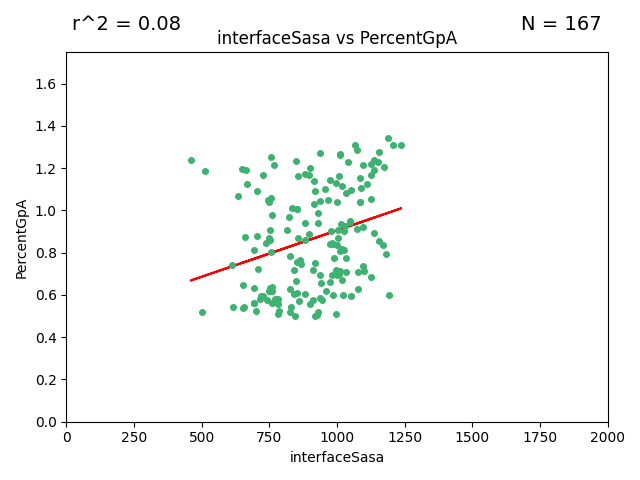 r^2 = 0.08
N = 167
interfaceSasa vs PercentGpA
PercentGpA
1.6
1.4
1.2
1.0
0.8
0.6
0.4
0.2
0.0
0 250 500 750 1000 1250 1500 1750 2000
interfaceSasa